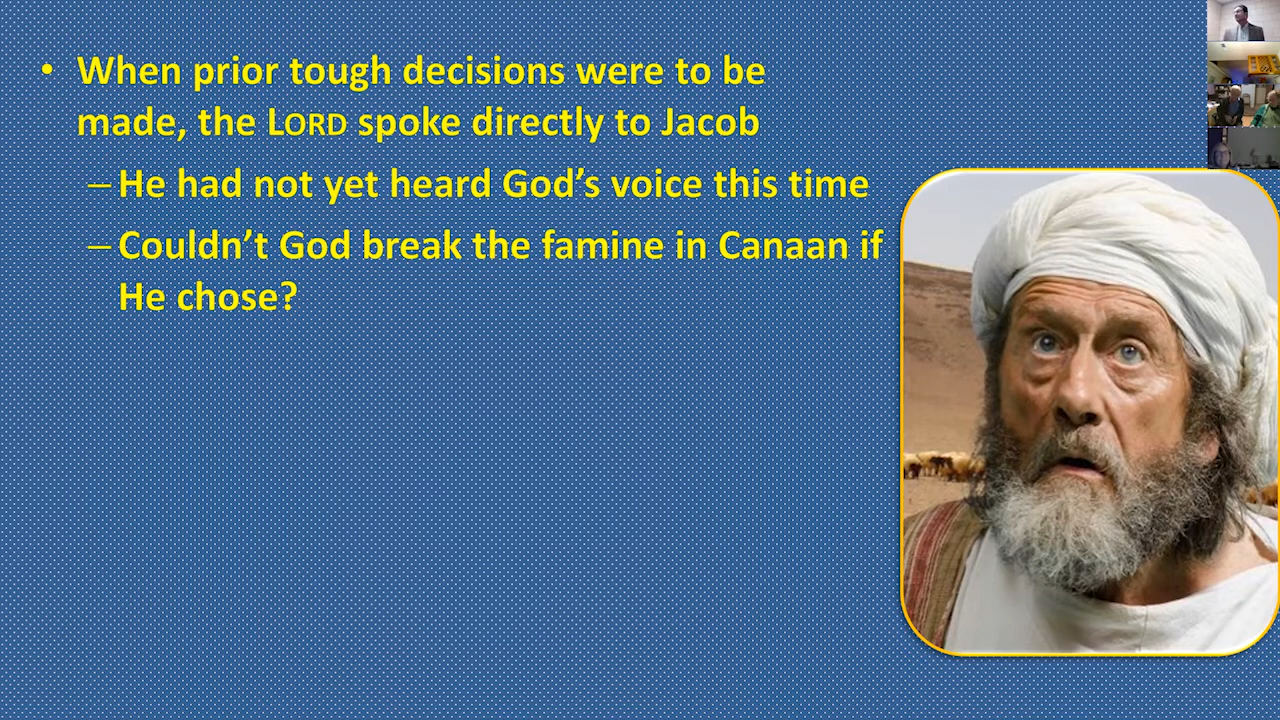 • When prior tough decisions were to be
made, the LORD spoke directly to Jacob
– He had not yet heard God’s voice this time
– Couldn’t God break the famine in Canaan if
He chose?